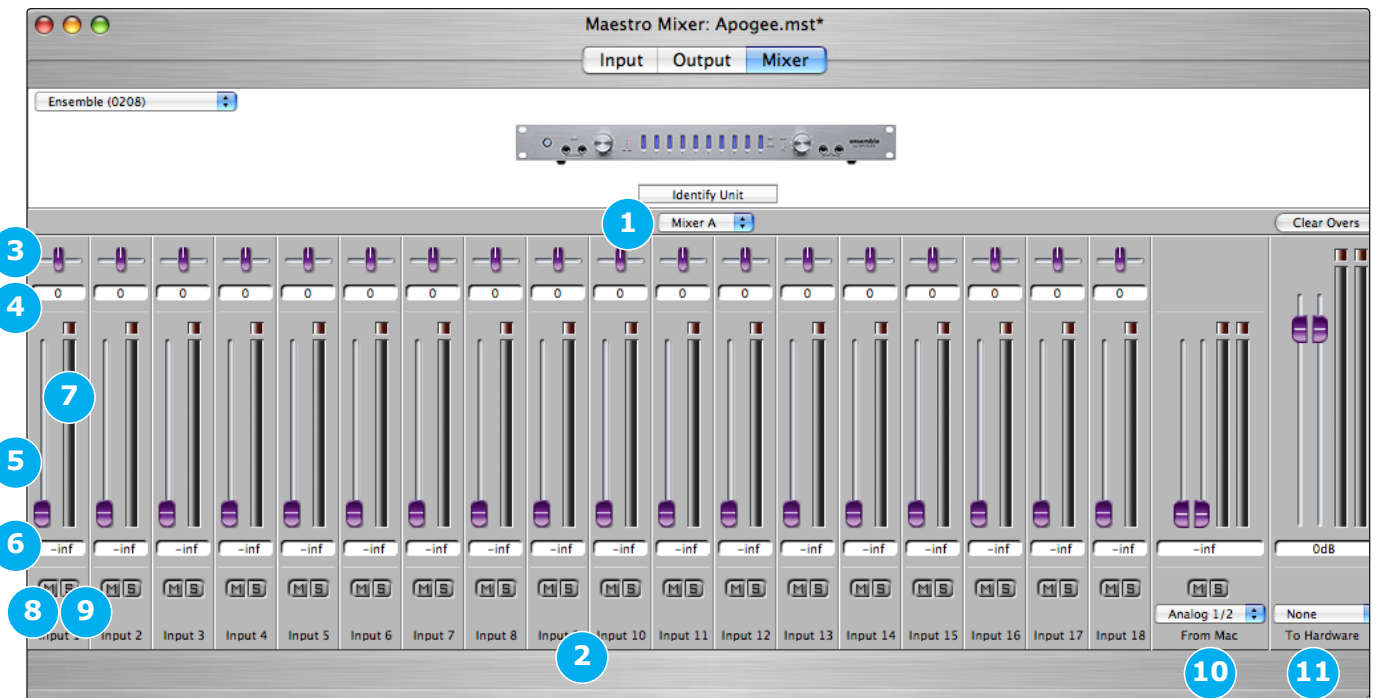 Maestro Mixer: Apogee.mst*
Input Output Mixer
Ensemble (0208)
ensemble
Identify Unit
1 Mixer A Clear Overs
3
0 0 0 0 0 0 0 0 0 0 0 0 0 0 0 0 0 0
4
7
5
6 -inf -inf -inf -inf -inf -inf -inf -inf -inf -inf -inf -inf -inf -inf -inf -inf -inf -inf -inf 0dB
M S M S M S M S M S M S M S M S M S M S M S M S M S M S M S M S M S M S M S
8 9
Analog 1/2 None
Input 1 Input 2 Input 3 Input 4 Input 5 Input 6 Input 7 Input 8 Input 9 Input 10 Input 11 Input 12 Input 13 Input 14 Input 15 Input 16 Input 17 Input 18 From Mac To Hardware
2 10 11